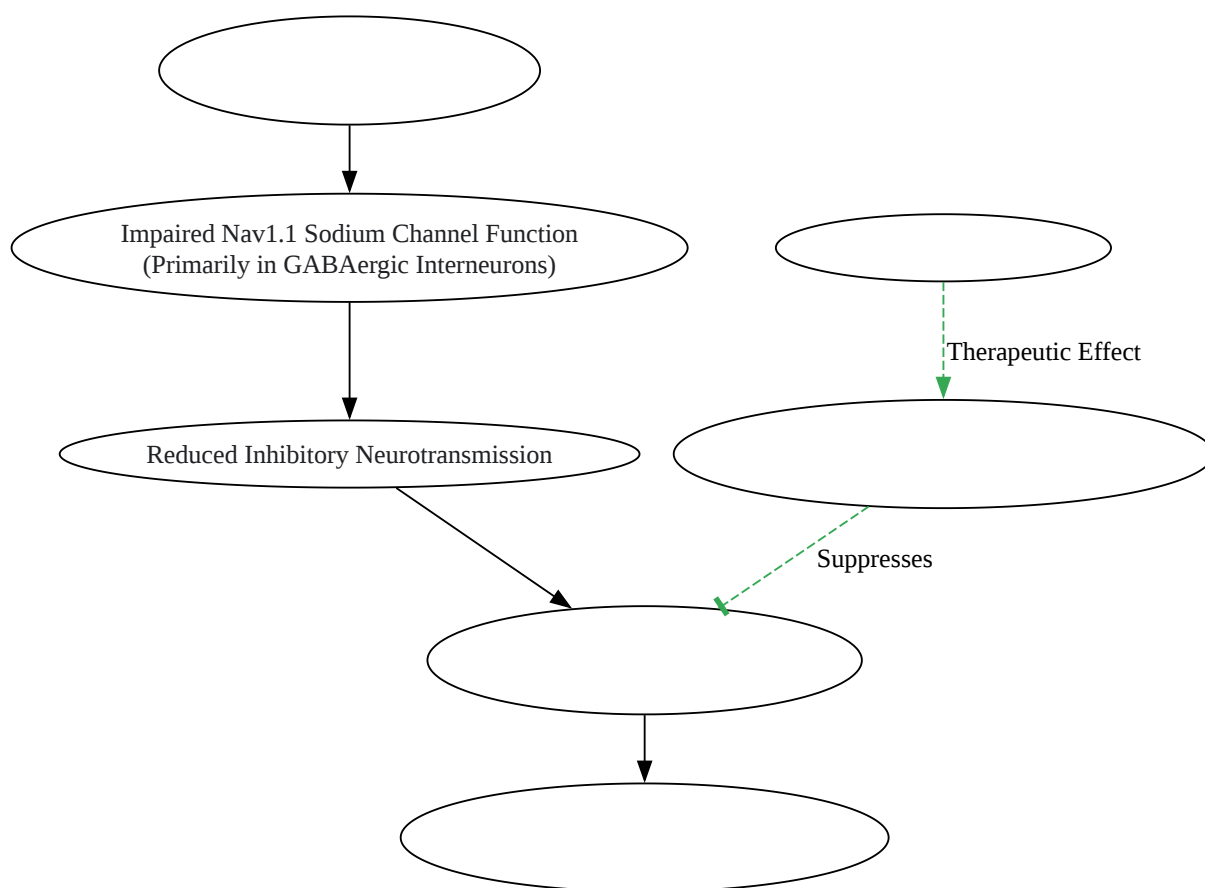 Impaired Nav1.1 Sodium Channel Function
(Primarily in GABAergic Interneurons)
Therapeutic Effect
Reduced Inhibitory Neurotransmission
Suppresses